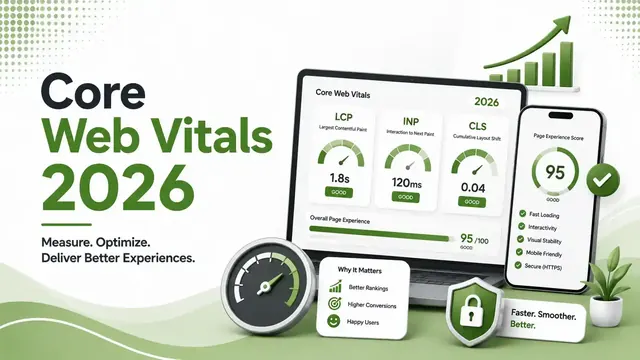 Core
Web Vitals
2026
Measure. Optimize.
Deliver Better Experiences.
Core Web Vitals
2026
LCP
Largest Contentful Paint
1.8s
GOOD
INP
Interaction to Next Paint
120ms
GOOD
CLS
Cumulative Layout Shift
0.04
GOOD
Overall Page Experience
95 /100
GOOD
Page Experience Score
95
GOOD
Fast Loading
Interactivity
Visual Stability
Mobile Friendly
Secure (HTTPS)
Why It Matters
Better Rankings
Higher Conversions
Happy Users
Faster. Smoother.
Better.